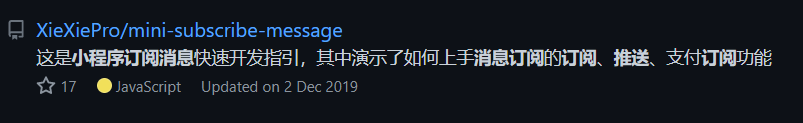 XieXiePro/mini-subscribe-message
这是小程序订阅消息快速开发指引，其中演示了如何上手消息订阅的订阅、推送、支付订阅功能
17 JavaScript Updated on 2 Dec 2019